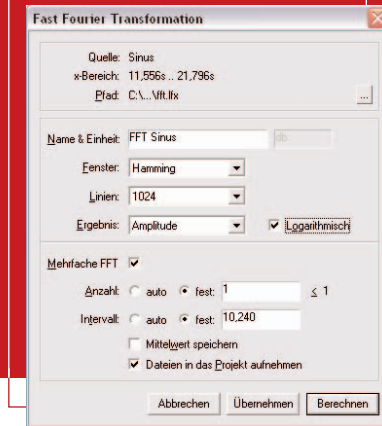 Fast Fourier Transformation
Quelle: Sinus
x-Bereich: 11,556s .. 21,796s
Pfad: C:\...\fft.lfx
...
Name & Einheit: FFT Sinus db
Fenster: Hamming
Linien: 1024
Ergebnis: Amplitude Logarithmisch
Mehrfache FFT
Anzahl: auto fest: 1 ≤ 1
Intervall: auto fest: 10,240
Mittelwert speichern
Dateien in das Projekt aufnehmen
Abbrechen Übernehmen Berechnen